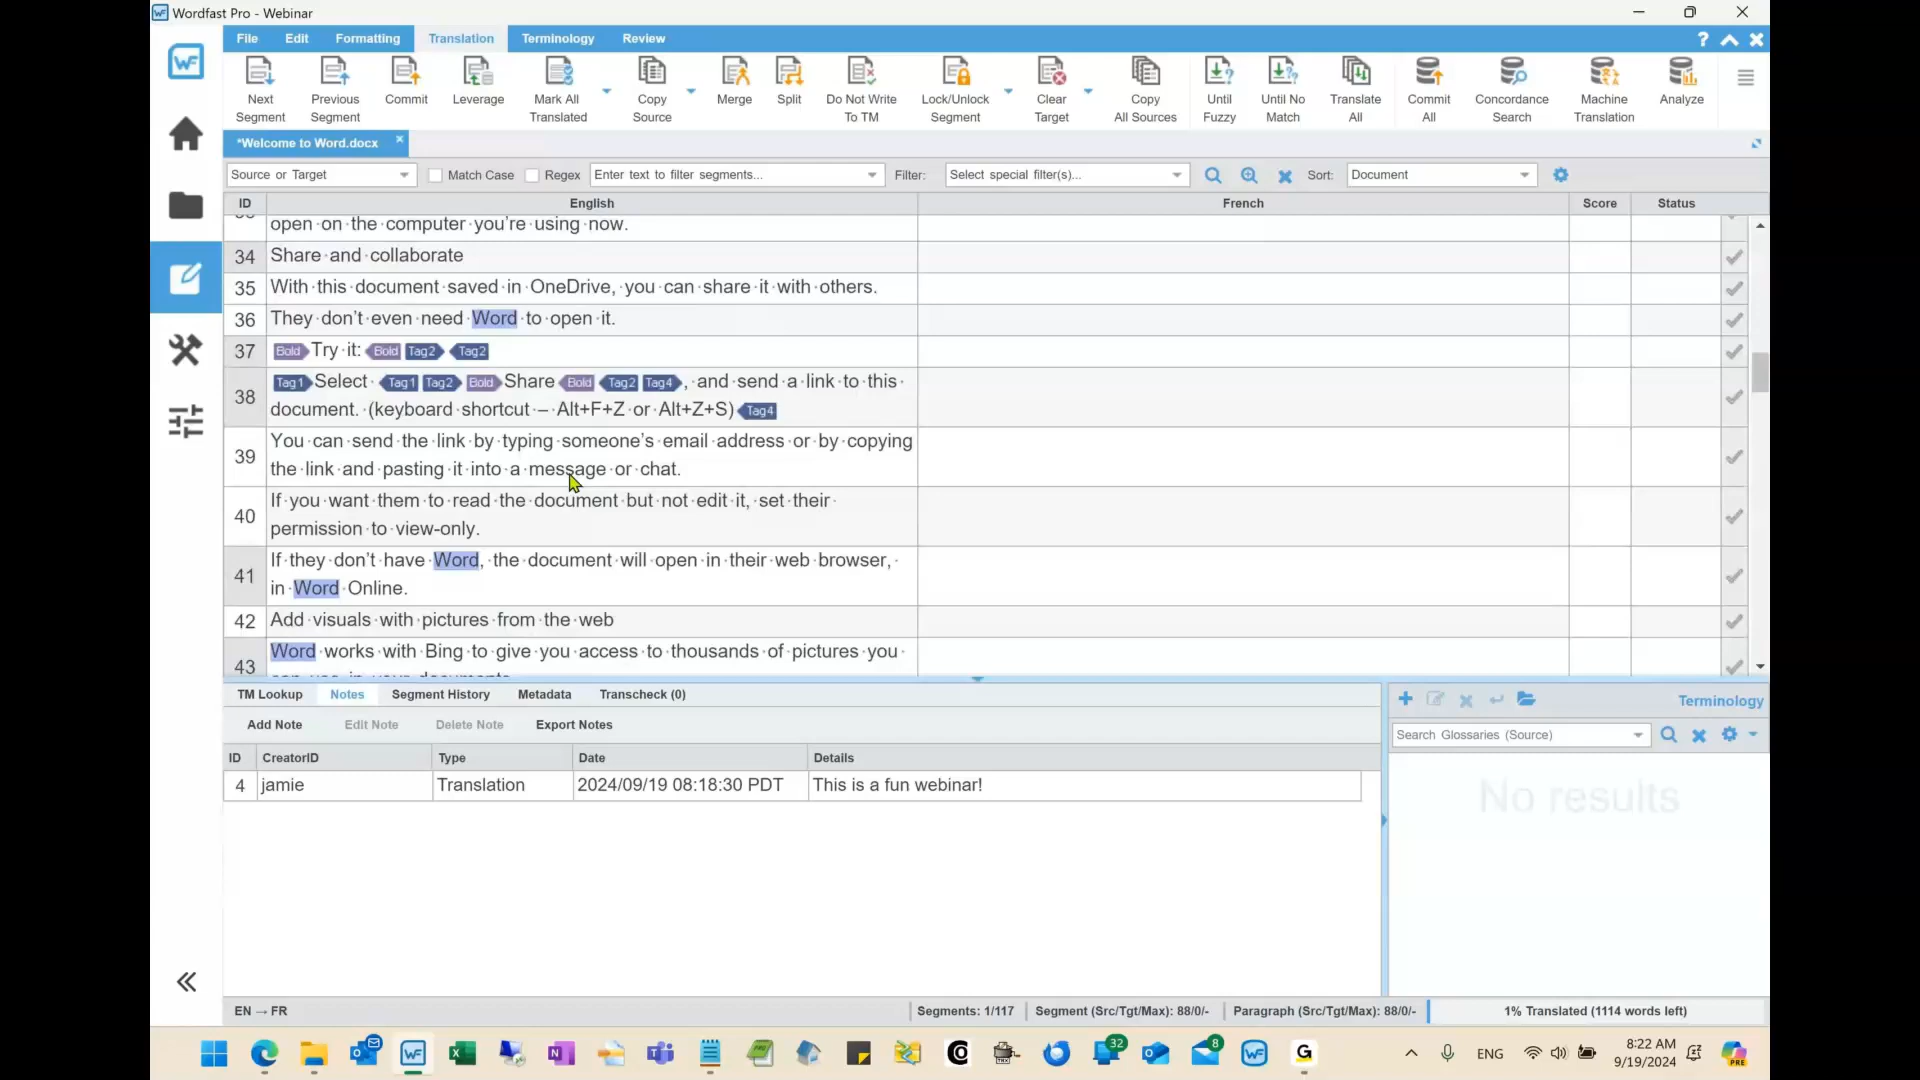 Wordfast Pro - Webinar
File Edit Formatting Translation Terminology Review
Next Segment Previous Segment Commit Leverage Mark All Translated Copy Source Merge Split Do Not Write To TM Lock/Unlock Segment Clear Target Copy All Sources Until Fuzzy Until No Match Translate All Commit All Concordance Search Machine Translation Analyze
*Welcome to Word.docx
Source or Target Match Case Regex Enter text to filter segments... Filter: Select special filter(s)... Sort: Document
ID English French Score Status
open on the computer you're using now.
34 Share and collaborate
35 With this document saved in OneDrive, you can share it with others.
36 They don't even need Word to open it.
37 Bold Try it: Bold Tag2 Tag2
38 Tag1 Select Tag1 Tag2 Bold Share Bold Tag2 Tag4, and send a link to this
document. (keyboard shortcut – Alt+F+Z or Alt+Z+S) Tag4
39 You can send the link by typing someone's email address or by copying
the link and pasting it into a message or chat.
40 If you want them to read the document but not edit it, set their
permission to view-only.
41 If they don't have Word, the document will open in their web browser,
in Word Online.
42 Add visuals with pictures from the web
43 Word works with Bing to give you access to thousands of pictures you
TM Lookup Notes Segment History Metadata Transcheck (0)
Terminology
Add Note Edit Note Delete Note Export Notes
Search Glossaries (Source)
ID CreatorID Type Date Details
4 jamie Translation 2024/09/19 08:18:30 PDT This is a fun webinar!
No results
EN → FR Segments: 1/117 Segment (Src/Tgt/Max): 88/0/- Paragraph (Src/Tgt/Max): 88/0/- 1% Translated (1114 words left)
32 8 ENG 8:22 AM
9/19/2024
PRE